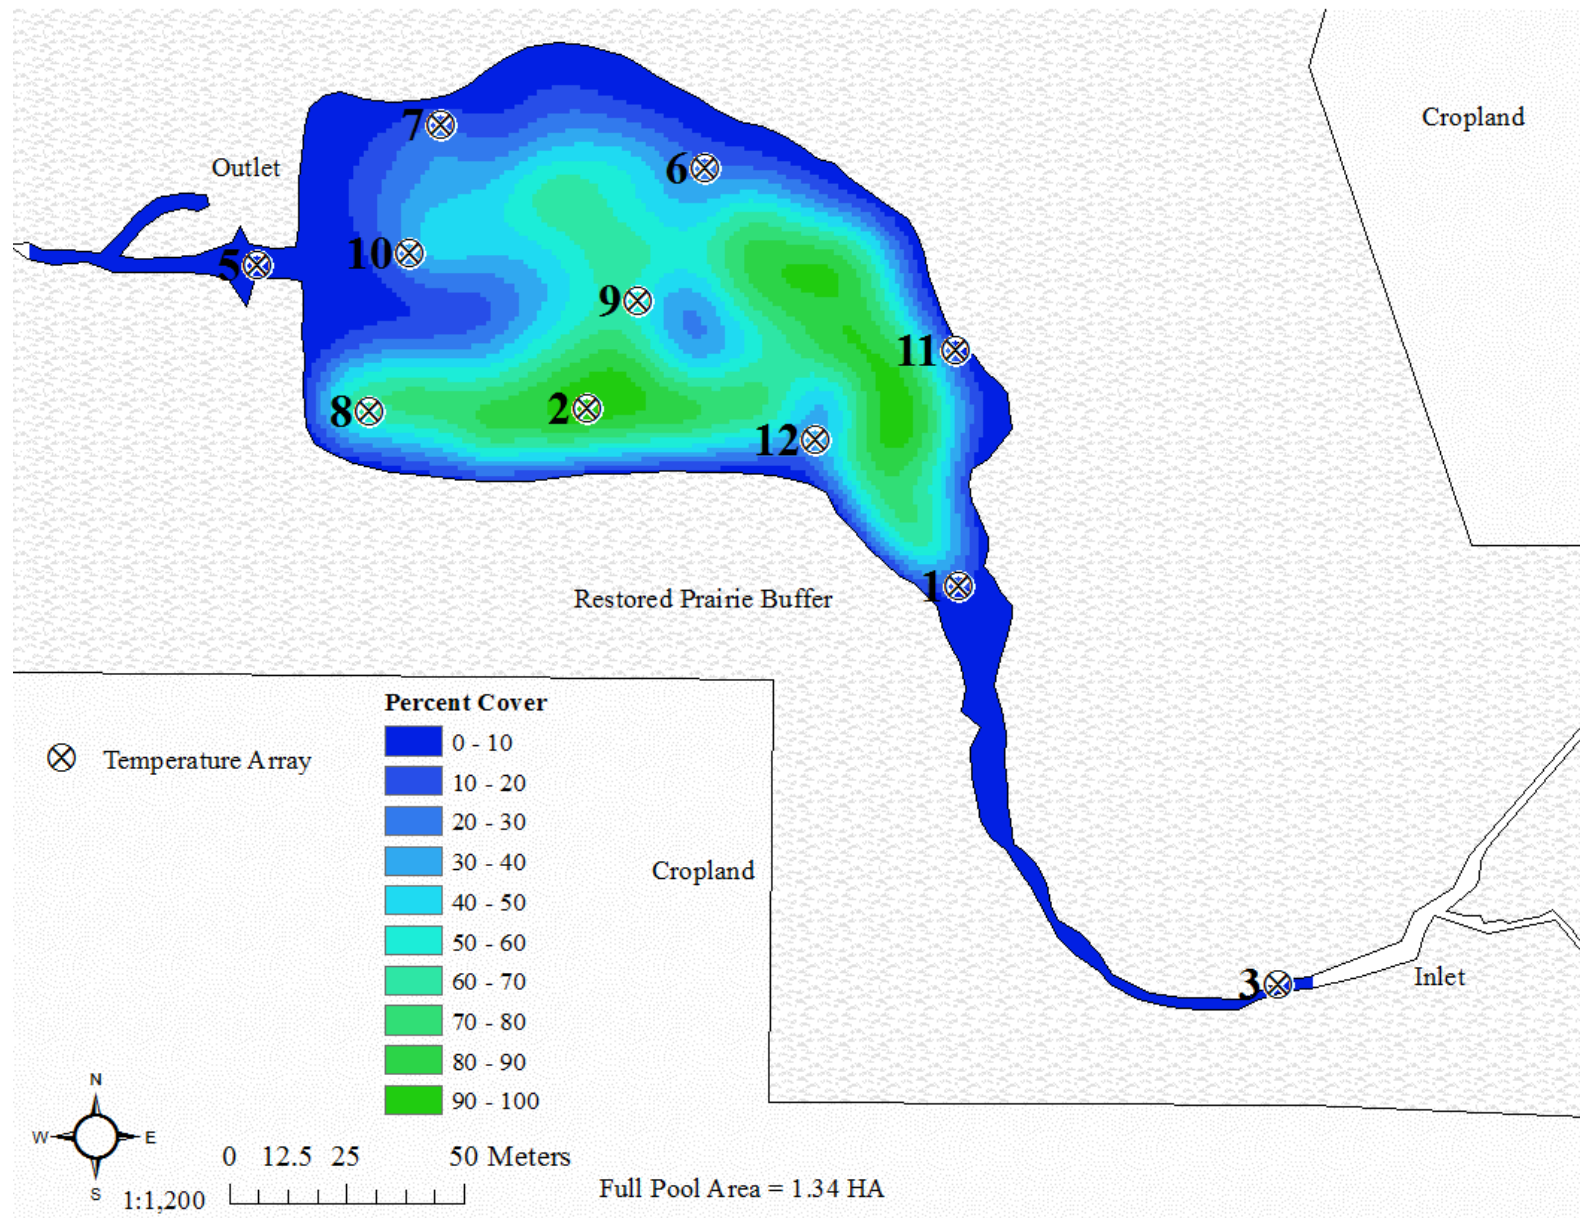 Cropland
7
Outlet
6
10
5
9
11
8
2
12
1
Restored Prairie Buffer
Percent Cover
0 - 10
Temperature Array
10 - 20
20 - 30
30 - 40
Cropland
40 - 50
50 - 60
3
Inlet
60 - 70
70 - 80
80 - 90
90 - 100
N
W E
S
0 12.5 25 50 Meters
1:1,200
Full Pool Area = 1.34 HA